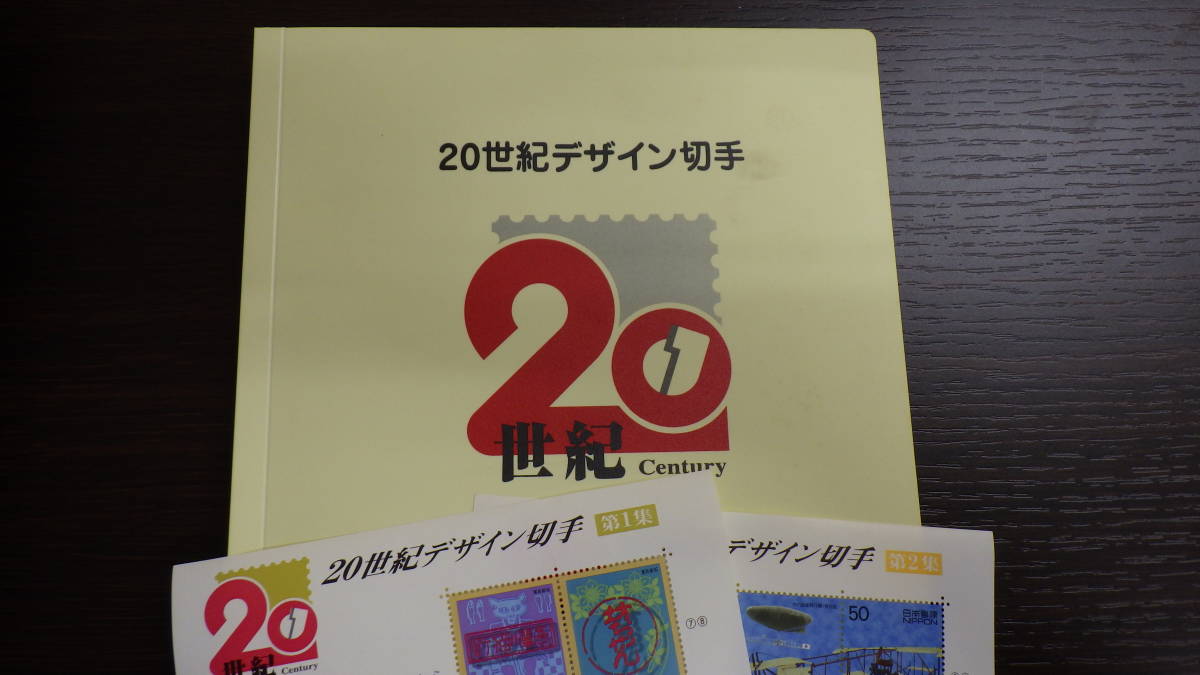 20世紀デザイン切手
20
世紀 Century
20世紀デザイン切手 第1集
20
世紀 Century
⑦⑧
デザイン切手 第2集
50
日本郵便
NIPPON